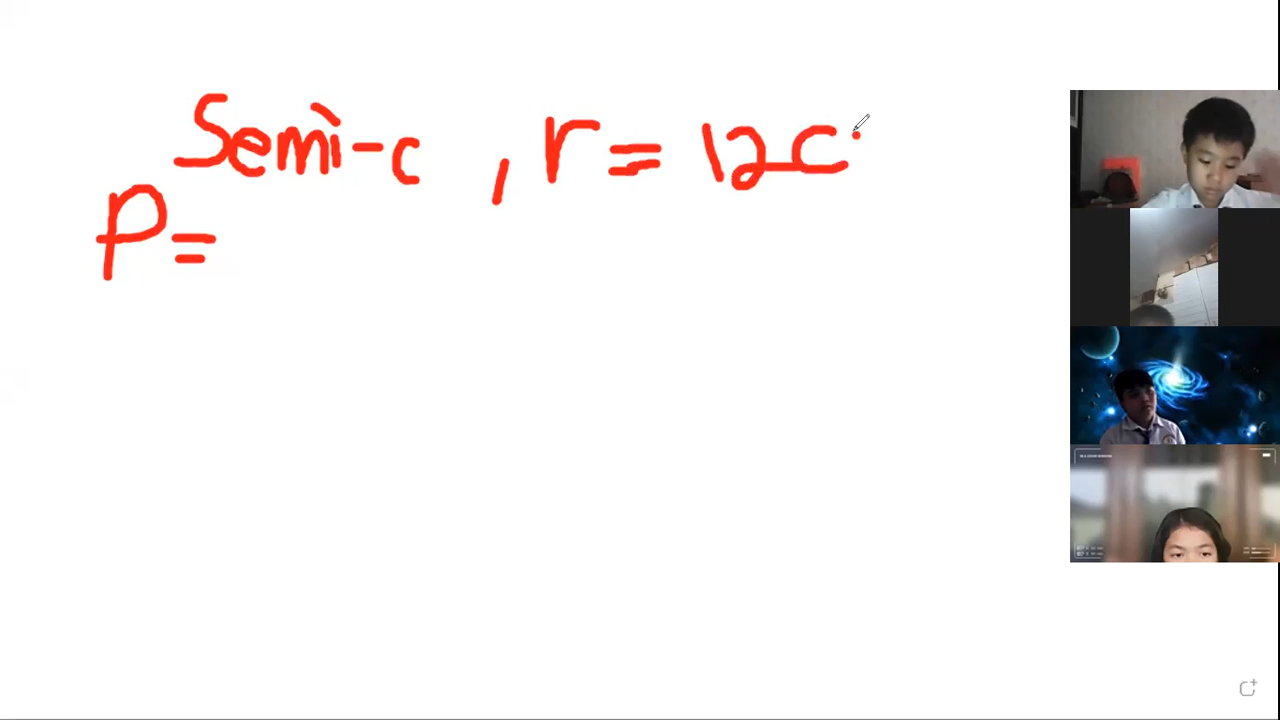 Semi-c , r = 12c
P=